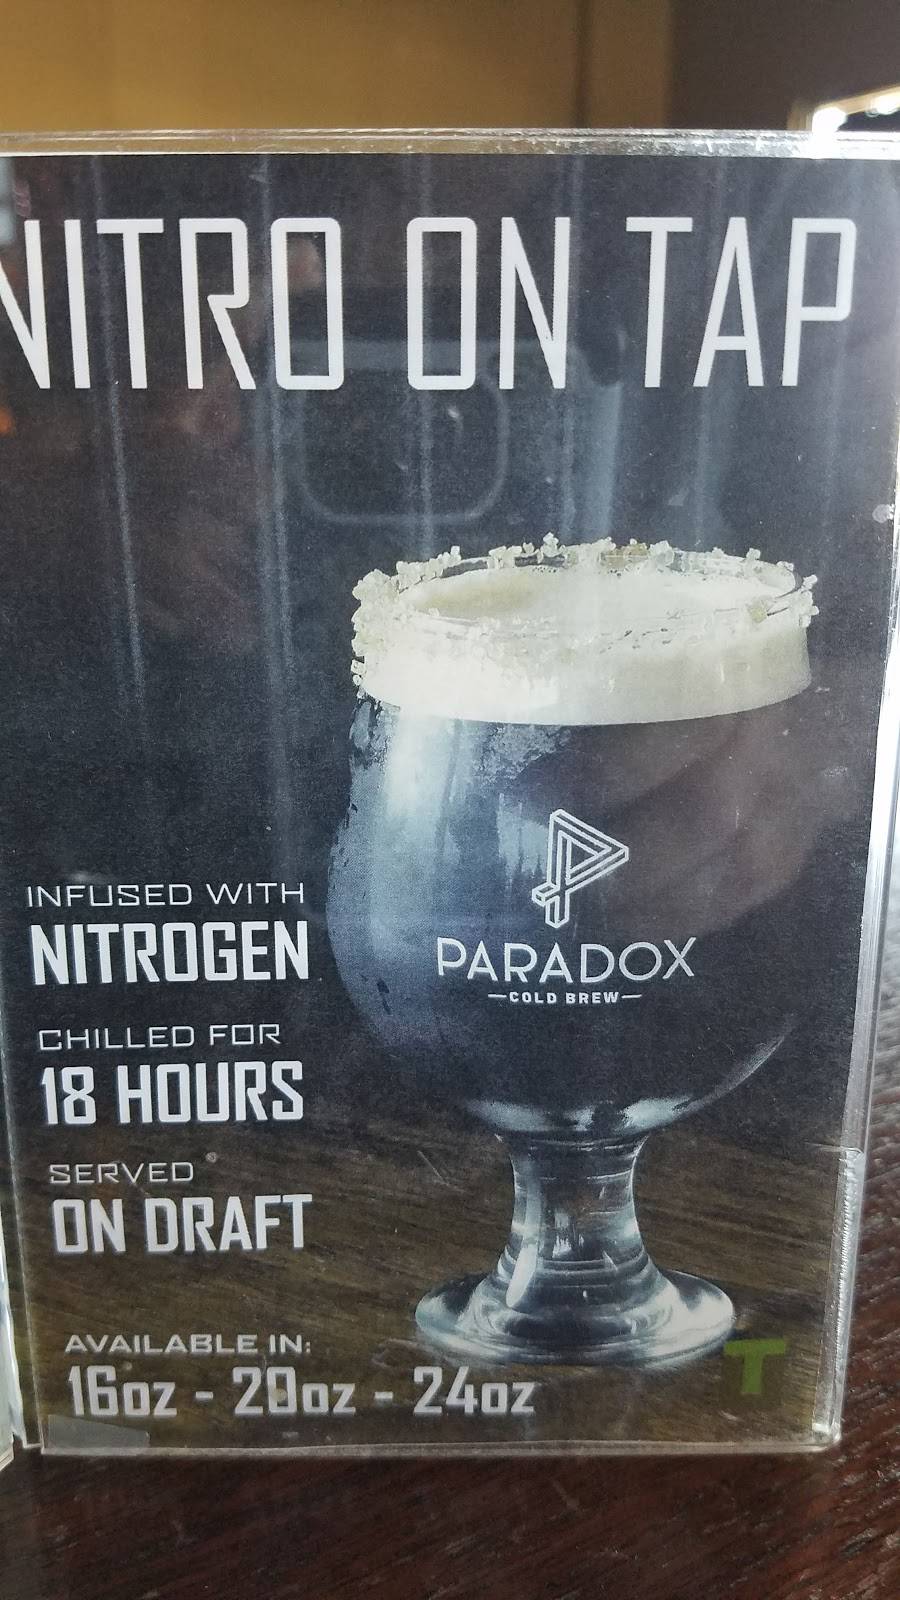 NITRO ON TAP
INFUSED WITH
NITROGEN
CHILLED FOR
18 HOURS
SERVED
ON DRAFT
AVAILABLE IN:
16oz - 20oz - 24oz
P
PARADOX
—COLD BREW—
T